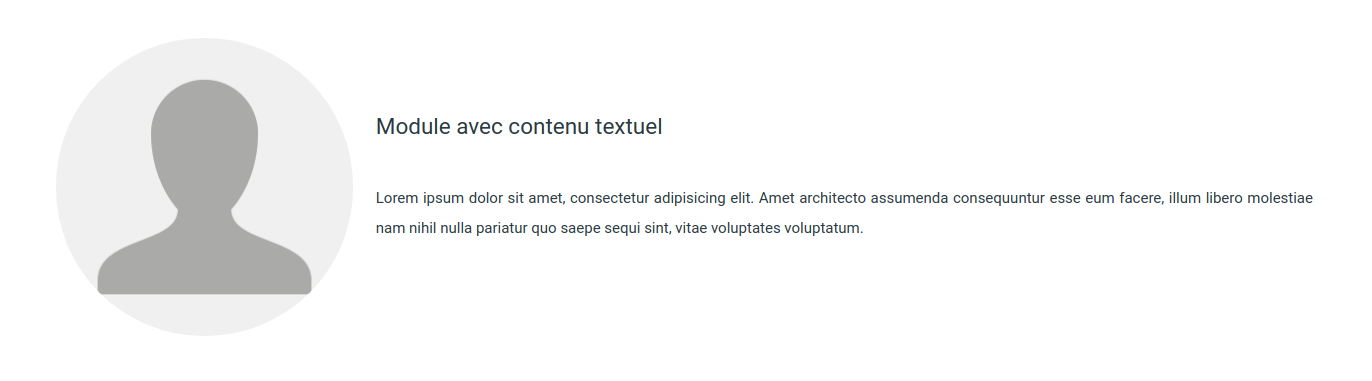 Module avec contenu textuel
Lorem ipsum dolor sit amet, consectetur adipisicing elit. Amet architecto assumenda consequuntur esse eum facere, illum libero molestiae
nam nihil nulla pariatur quo saepe sequi sint, vitae voluptates voluptatum.